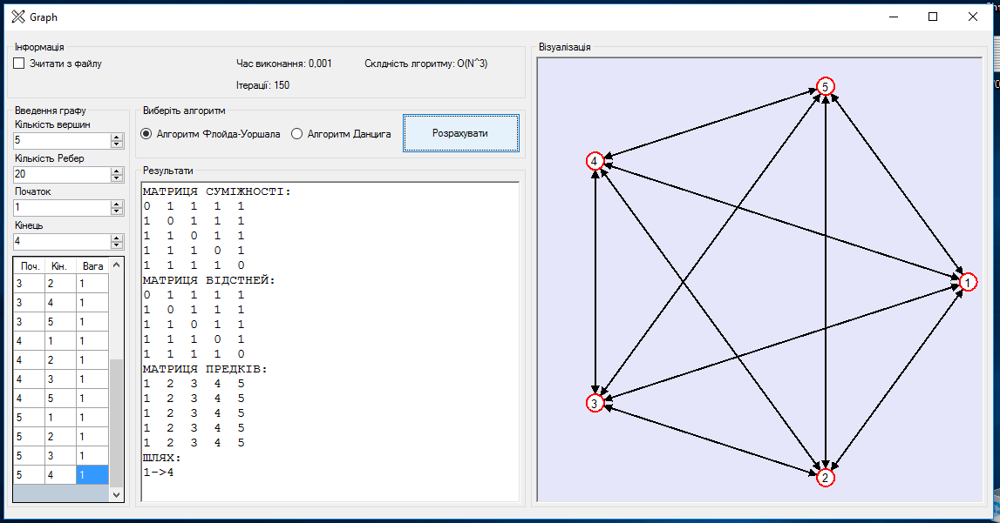 Graph
Інформація
Зчитати з файлу
Час виконання: 0,001
Склдність лгоритму: O(N^3)
Ітерації: 150
Введення графу
Кількість вершин
5
Кількість Ребер
20
Початок
1
Кінець
4
Поч. Кін. Вага
3 2 1
3 4 1
3 5 1
4 1 1
4 2 1
4 3 1
4 5 1
5 1 1
5 2 1
5 3 1
5 4 1
Виберіть алгоритм
Алгоритм Флойда-Уоршала
Алгоритм Данцига
Розрахувати
Результати
МАТРИЦЯ СУМІЖНОСТІ:
0 1 1 1 1
1 0 1 1 1
1 1 0 1 1
1 1 1 0 1
1 1 1 1 0
МАТРИЦЯ ВІДСТНЕЙ:
0 1 1 1 1
1 0 1 1 1
1 1 0 1 1
1 1 1 0 1
1 1 1 1 0
МАТРИЦЯ ПРЕДКІВ:
1 2 3 4 5
1 2 3 4 5
1 2 3 4 5
1 2 3 4 5
1 2 3 4 5
ШЛЯХ:
1->4
Візуалізація
5
4
1
3
2